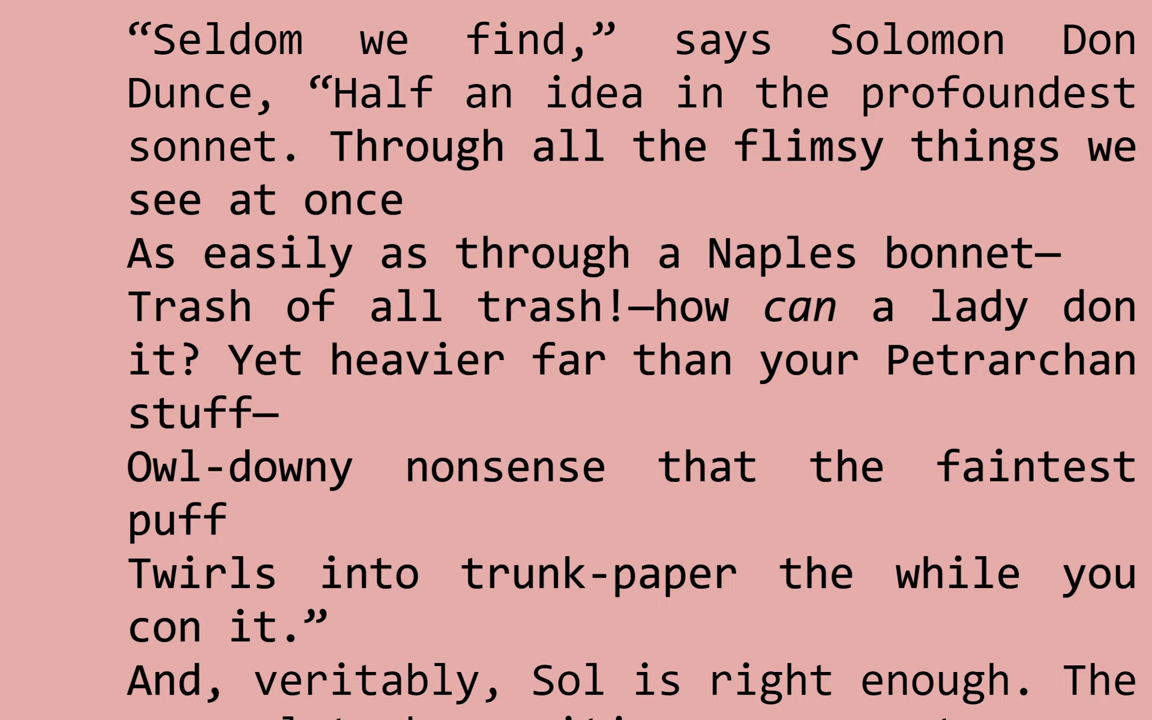 “Seldom we find,” says Solomon Don
Dunce, “Half an idea in the profoundest
sonnet. Through all the flimsy things we
see at once
As easily as through a Naples bonnet—
Trash of all trash!—how can a lady don
it? Yet heavier far than your Petrarchan
stuff—
Owl-downy nonsense that the faintest
puff
Twirls into trunk-paper the while you
con it.”
And, veritably, Sol is right enough. The